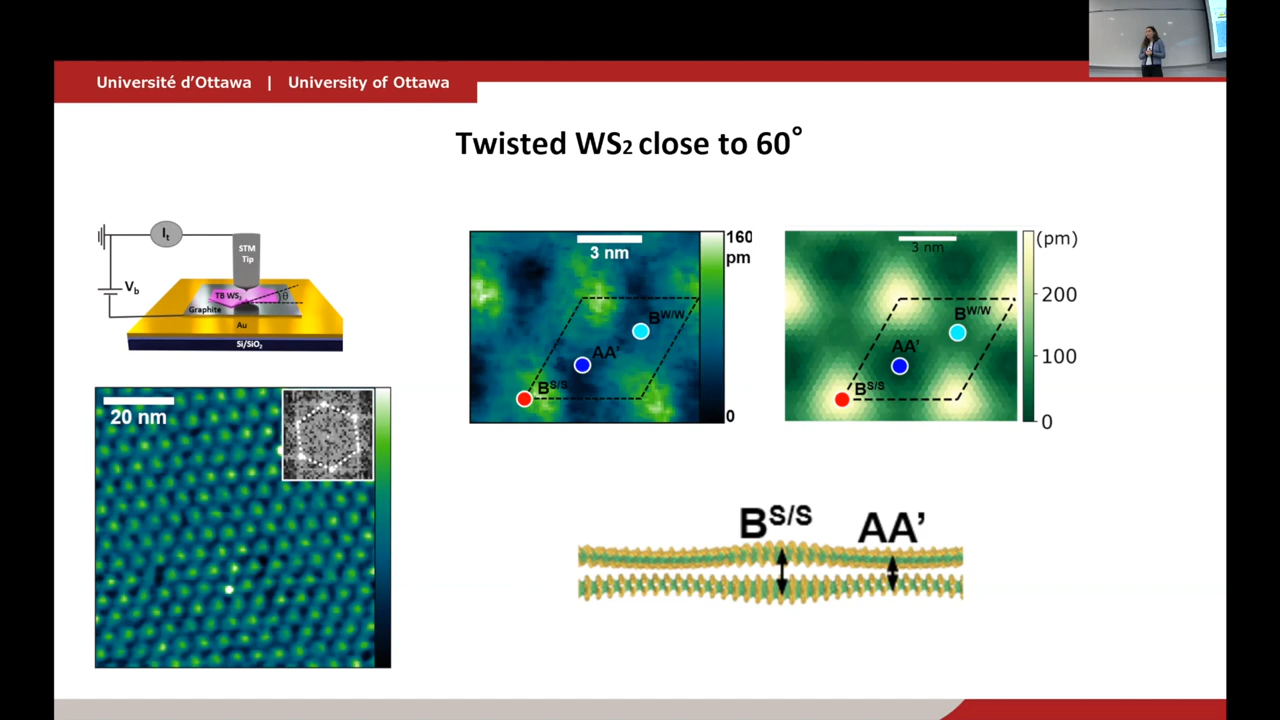 Université d'Ottawa | University of Ottawa
Twisted WS2 close to 60°
It
STM
Tip
Vb
TB WS2
θ
Graphite
Au
Si/SiO2
3 nm
160
pm
BW/W
AA'
BS/S
0
3 nm
(pm)
200
BW/W
AA'
100
BS/S
0
20 nm
BS/S
AA'